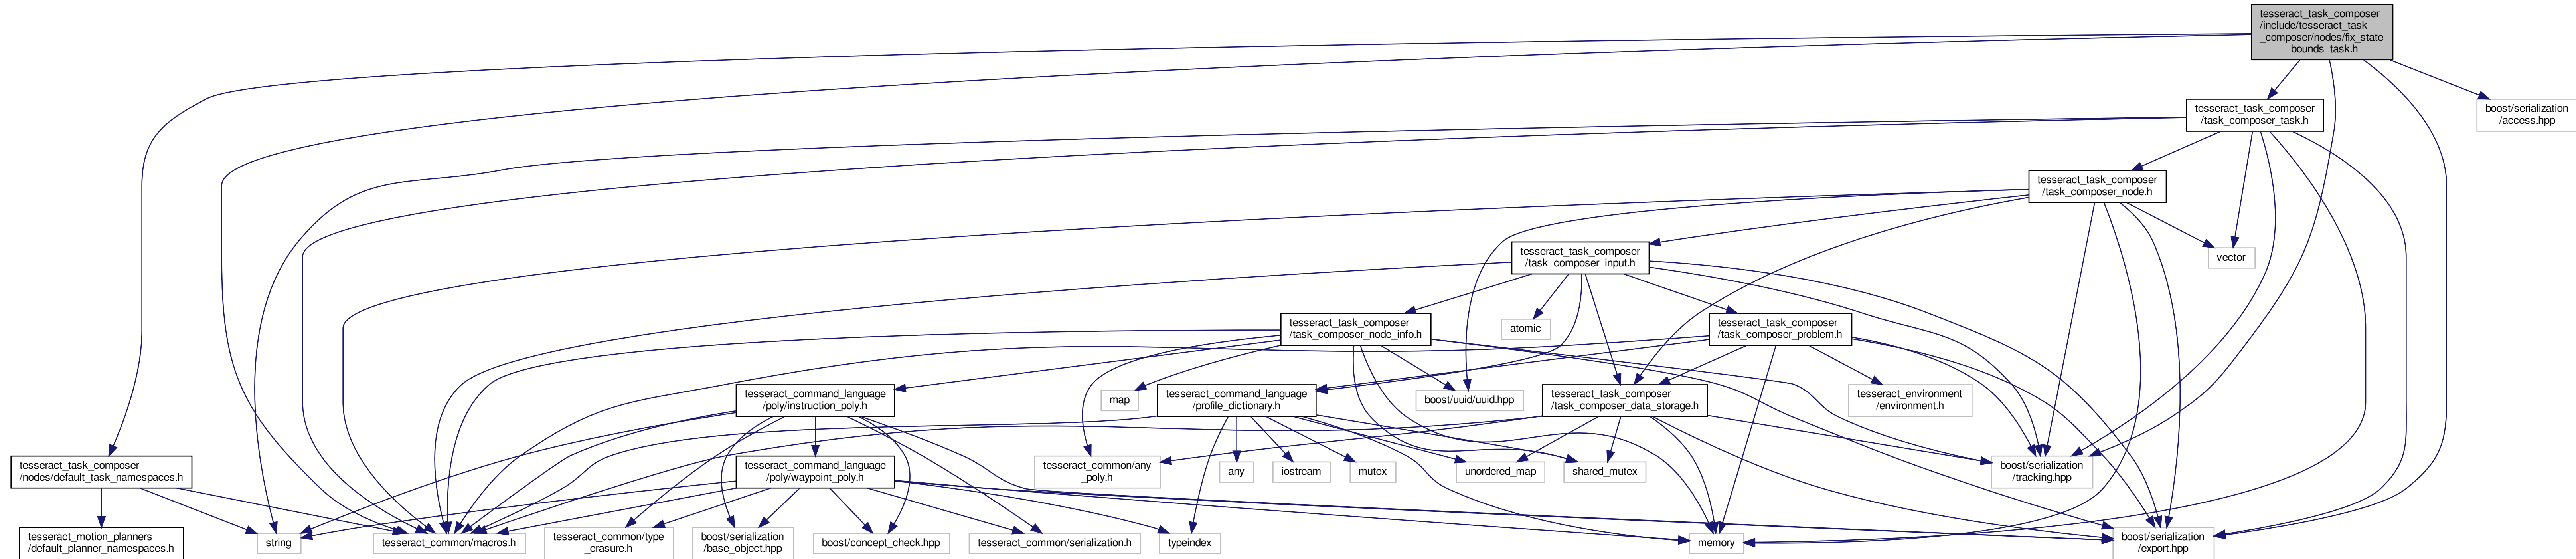 tesseract_task_composer
/include/tesseract_task
_composer/nodes/fix_state
_bounds_task.h
tesseract_task_composer
/task_composer_task.h
boost/serialization
/access.hpp
tesseract_task_composer
/task_composer_node.h
tesseract_task_composer
/task_composer_input.h
vector
tesseract_task_composer
/task_composer_node_info.h
atomic
tesseract_task_composer
/task_composer_problem.h
tesseract_command_language
/poly/instruction_poly.h
map
tesseract_command_language
/profile_dictionary.h
boost/uuid/uuid.hpp
tesseract_task_composer
/task_composer_data_storage.h
tesseract_environment
/environment.h
tesseract_task_composer
/nodes/default_task_namespaces.h
tesseract_command_language
/poly/waypoint_poly.h
tesseract_common/any
_poly.h
any
iostream
mutex
unordered_map
shared_mutex
boost/serialization
/tracking.hpp
tesseract_motion_planners
/default_planner_namespaces.h
string
tesseract_common/macros.h
tesseract_common/type
_erasure.h
boost/serialization
/base_object.hpp
boost/concept_check.hpp
tesseract_common/serialization.h
typeindex
memory
boost/serialization
/export.hpp